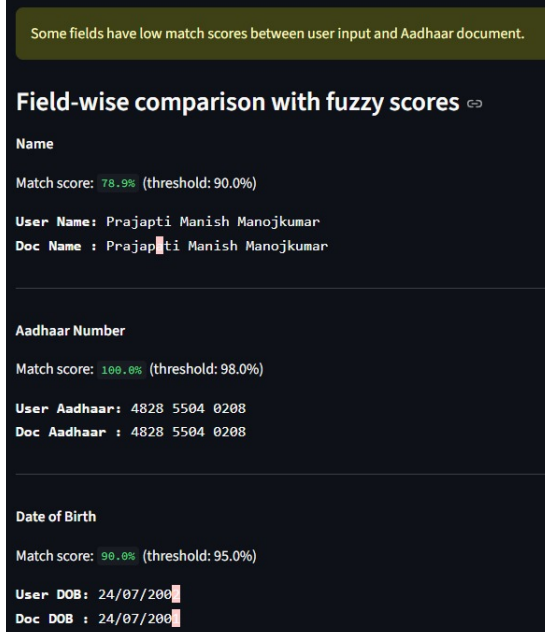 Some fields have low match scores between user input and Aadhaar document.
Field-wise comparison with fuzzy scores
Name
Match score: 78.9% (threshold: 90.0%)
User Name: Prajapti Manish Manojkumar
Doc Name : Prajapati Manish Manojkumar
Aadhaar Number
Match score: 100.0% (threshold: 98.0%)
User Aadhaar: 4828 5504 0208
Doc Aadhaar : 4828 5504 0208
Date of Birth
Match score: 90.0% (threshold: 95.0%)
User DOB: 24/07/2002
Doc DOB : 24/07/2001